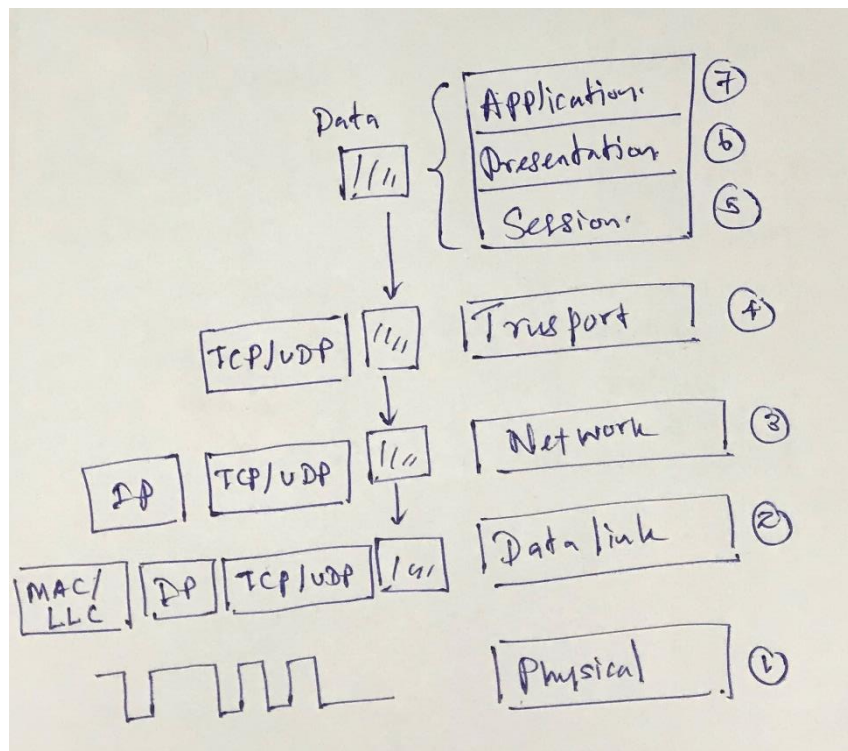 Data
Application.
7
Presentation.
6
Session.
5
TCP/UDP
Trusport
4
IP
TCP/UDP
Network
3
MAC/
LLC
IP
TCP/UDP
Data link
2
Physical
1